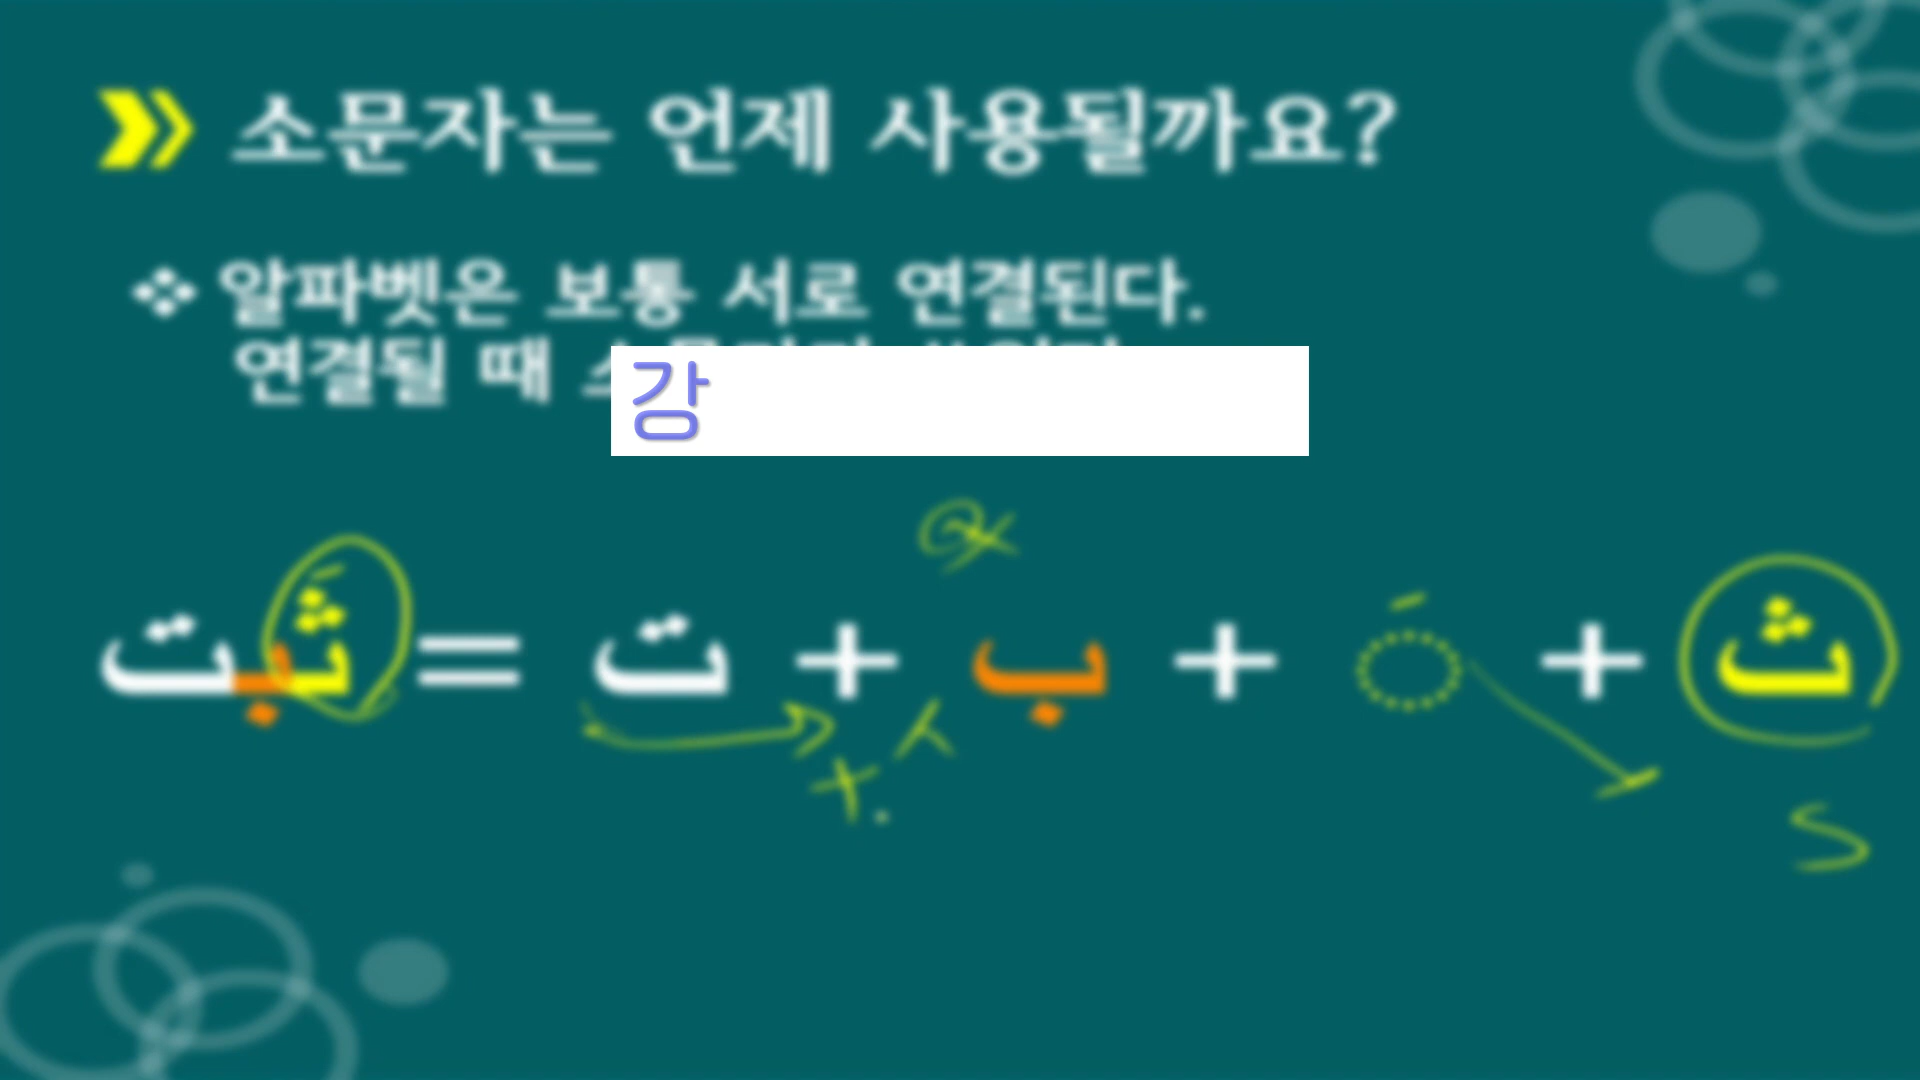 소문자는 언제 사용될까요?
알파벳은 보통 서로 연결된다.
연결될 때
강
ثبت = ت + ب + َ + ث
S